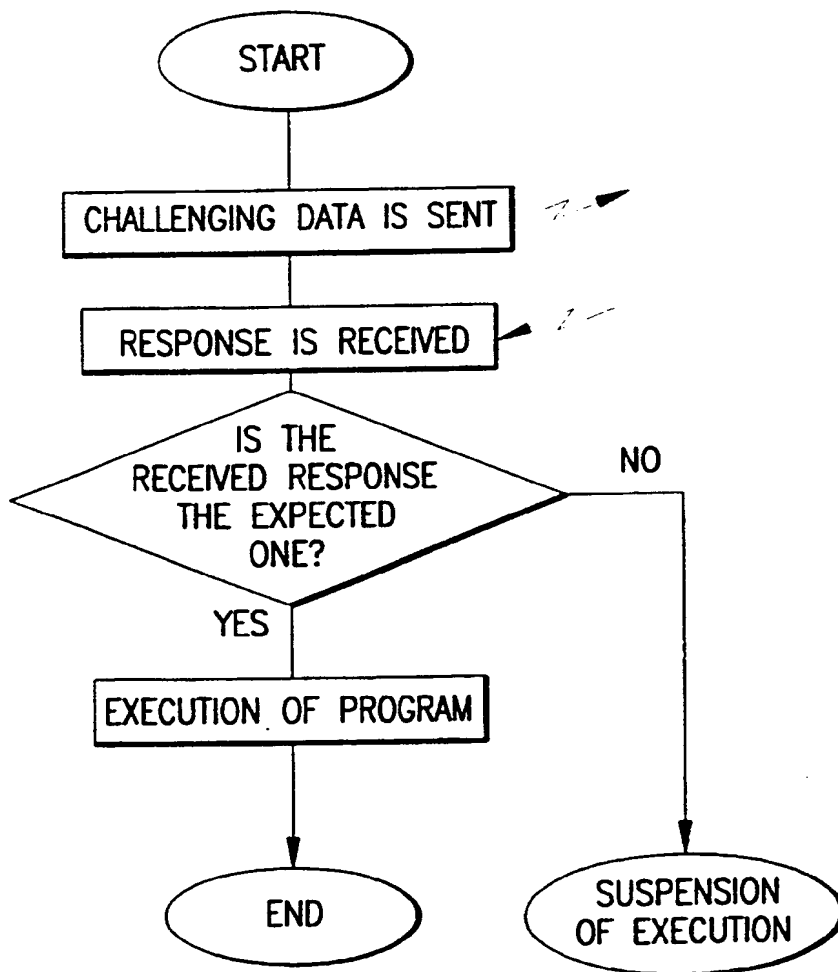 START
CHALLENGING DATA IS SENT
RESPONSE IS RECEIVED
IS THE
RECEIVED RESPONSE
THE EXPECTED
ONE?
NO
YES
EXECUTION OF PROGRAM
END
SUSPENSION
OF EXECUTION